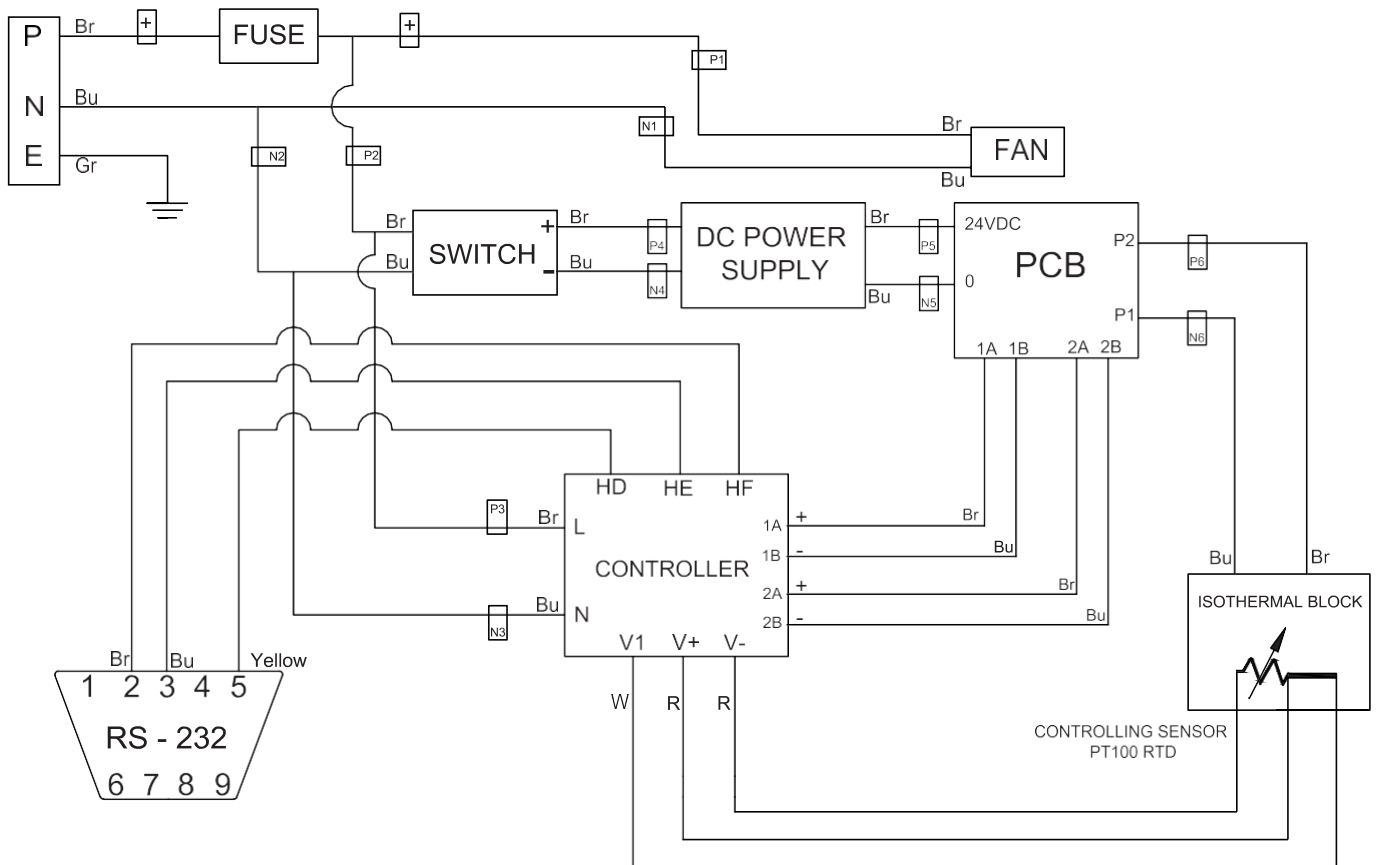 P
Br
+
FUSE
+
P1
N
Bu
N1
Br
FAN
Bu
E
Gr
N2
P2
Br
Bu
SWITCH
+
-
Br
Bu
P4
N4
DC POWER
SUPPLY
Br
Bu
P5
N5
24VDC
0
PCB
P2
P1
P6
N6
1A 1B 2A 2B
HD HE HF
P3
Br
L
CONTROLLER
Bu
N
N3
V1 V+ V-
1A
+
Br
1B
-
Bu
2A
+
Br
2B
-
Bu
Bu
Br
ISOTHERMAL BLOCK
Br
Bu
Yellow
1 2 3 4 5
RS - 232
6 7 8 9
W
R
R
CONTROLLING SENSOR
PT100 RTD